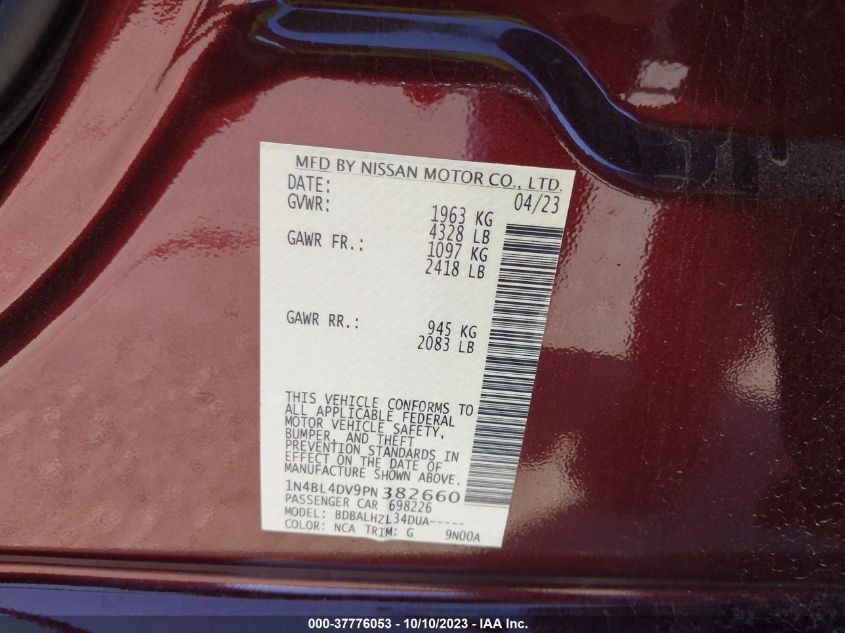 MFD BY NISSAN MOTOR CO., LTD.
DATE: 04/23
GVWR: 1963 KG
4328 LB
GAWR FR.: 1097 KG
2418 LB
GAWR RR.: 945 KG
2083 LB
THIS VEHICLE CONFORMS TO
ALL APPLICABLE FEDERAL
MOTOR VEHICLE SAFETY,
BUMPER, AND THEFT
PREVENTION STANDARDS IN
EFFECT ON THE DATE OF
MANUFACTURE SHOWN ABOVE.
1N4BL4DV9PN382660
PASSENGER CAR 698226
MODEL: BDBALHZL34DUA-----
COLOR: NCA TRIM: G 9N00A
000-37776053 - 10/10/2023 - IAA Inc.